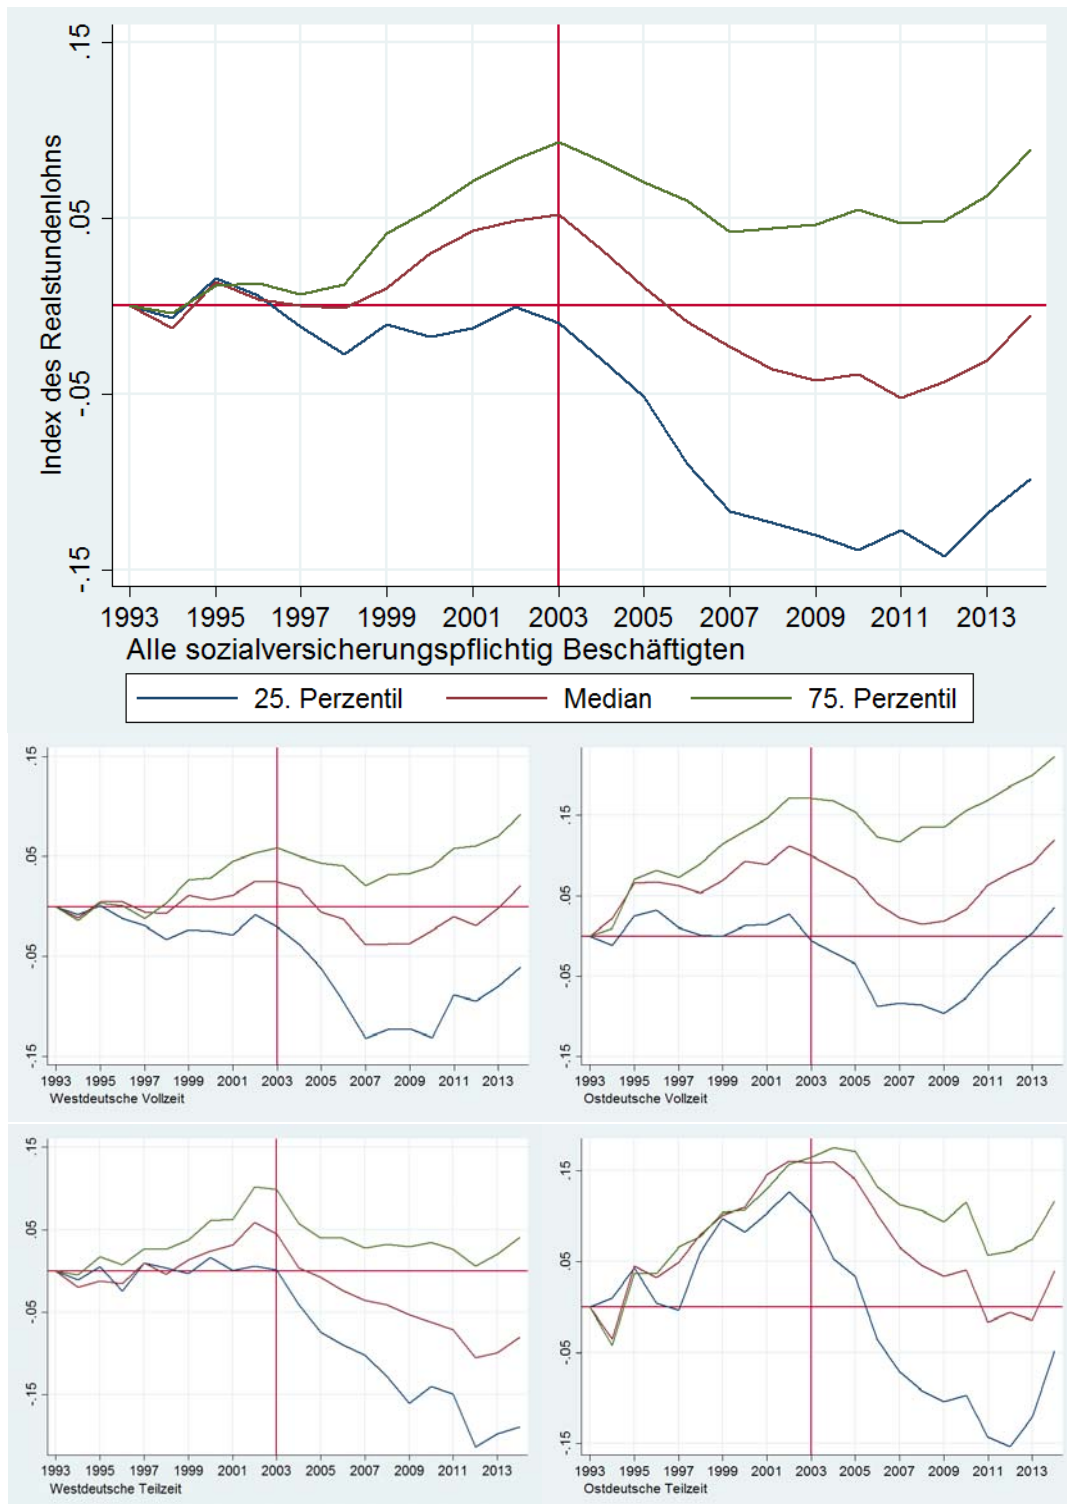 Index des Realstundenlohns
.15
.05
-.05
-.15
1993 1995 1997 1999 2001 2003 2005 2007 2009 2011 2013
Alle sozialversicherungspflichtig Beschäftigten
25. Perzentil Median 75. Perzentil
.15
.05
-.05
-.15
1993 1995 1997 1999 2001 2003 2005 2007 2009 2011 2013
Westdeutsche Vollzeit
.15
.05
-.05
-.15
1993 1995 1997 1999 2001 2003 2005 2007 2009 2011 2013
Ostdeutsche Vollzeit
.15
.05
-.05
-.15
1993 1995 1997 1999 2001 2003 2005 2007 2009 2011 2013
Westdeutsche Teilzeit
.15
.05
-.05
-.15
1993 1995 1997 1999 2001 2003 2005 2007 2009 2011 2013
Ostdeutsche Teilzeit